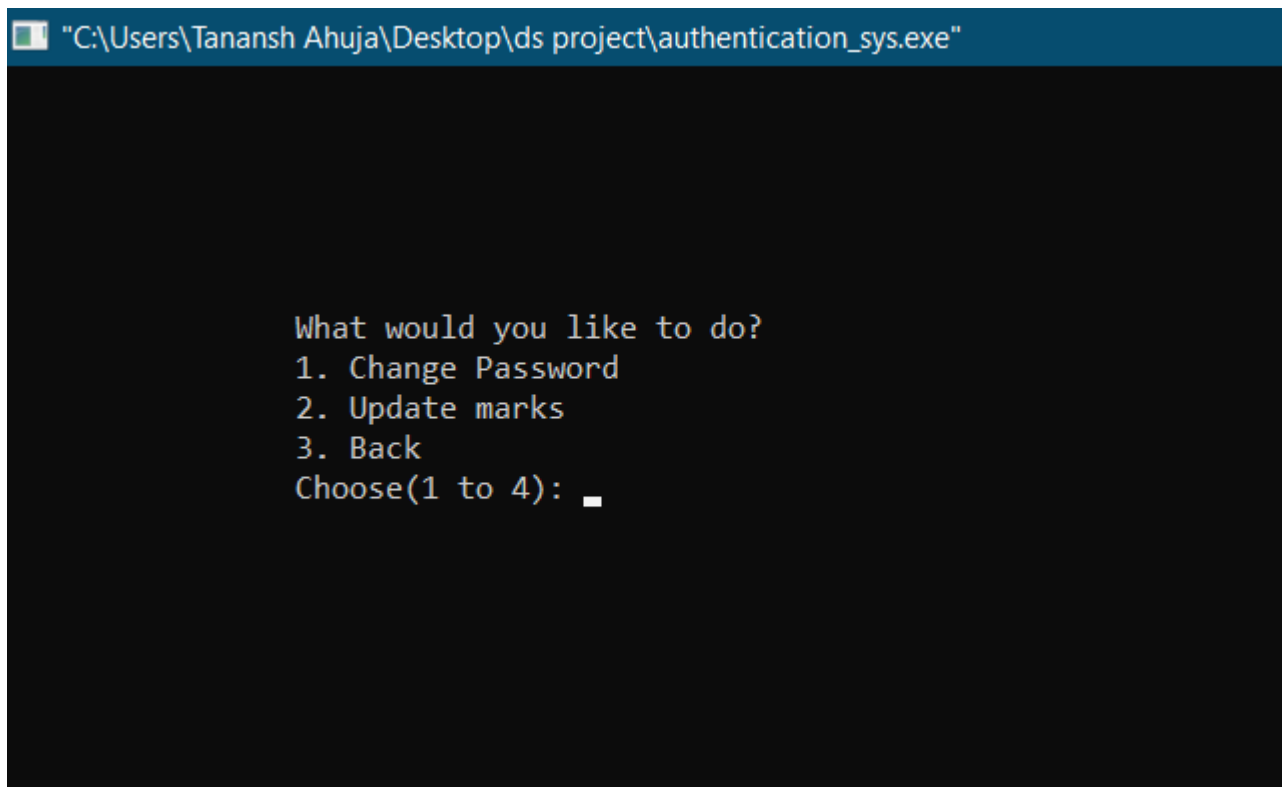 "C:\Users\Tanansh Ahuja\Desktop\ds project\authentication_sys.exe"
What would you like to do?
1. Change Password
2. Update marks
3. Back
Choose(1 to 4):